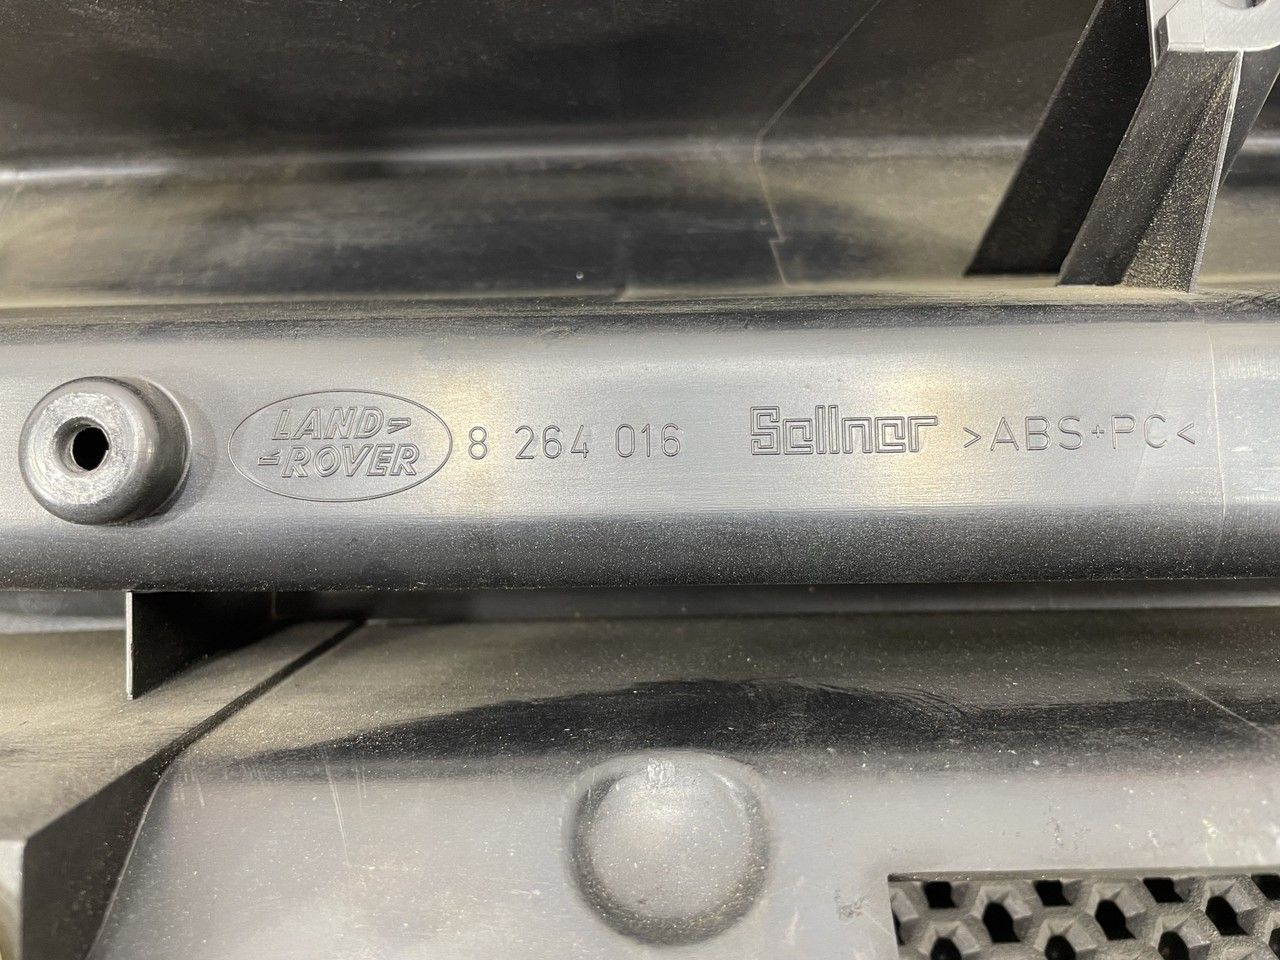 LAND
ROVER
8 264 016 Sellner >ABS+PC<